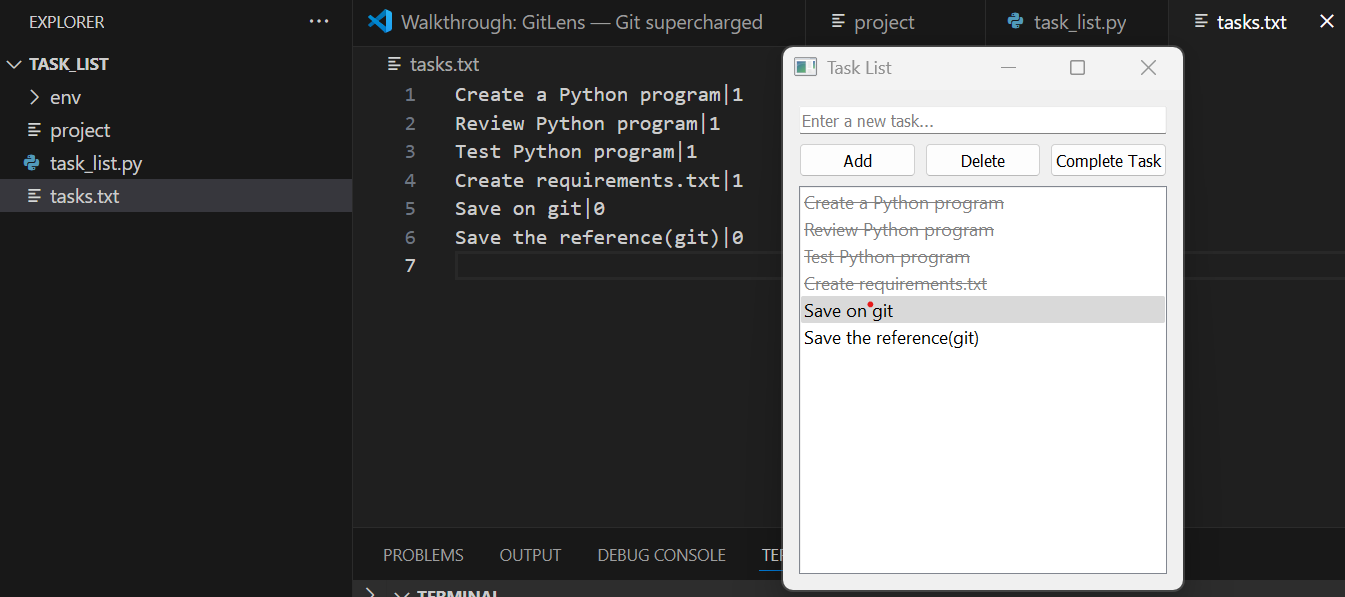 EXPLORER
TASK_LIST
env
project
task_list.py
tasks.txt
Walkthrough: GitLens — Git supercharged
project
task_list.py
tasks.txt
tasks.txt
1 Create a Python program|1
2 Review Python program|1
3 Test Python program|1
4 Create requirements.txt|1
5 Save on git|0
6 Save the reference(git)|0
7
PROBLEMS OUTPUT DEBUG CONSOLE
TERMINAL
Task List
Enter a new task...
Add Delete Complete Task
Create a Python program
Review Python program
Test Python program
Create requirements.txt
Save on git
Save the reference(git)